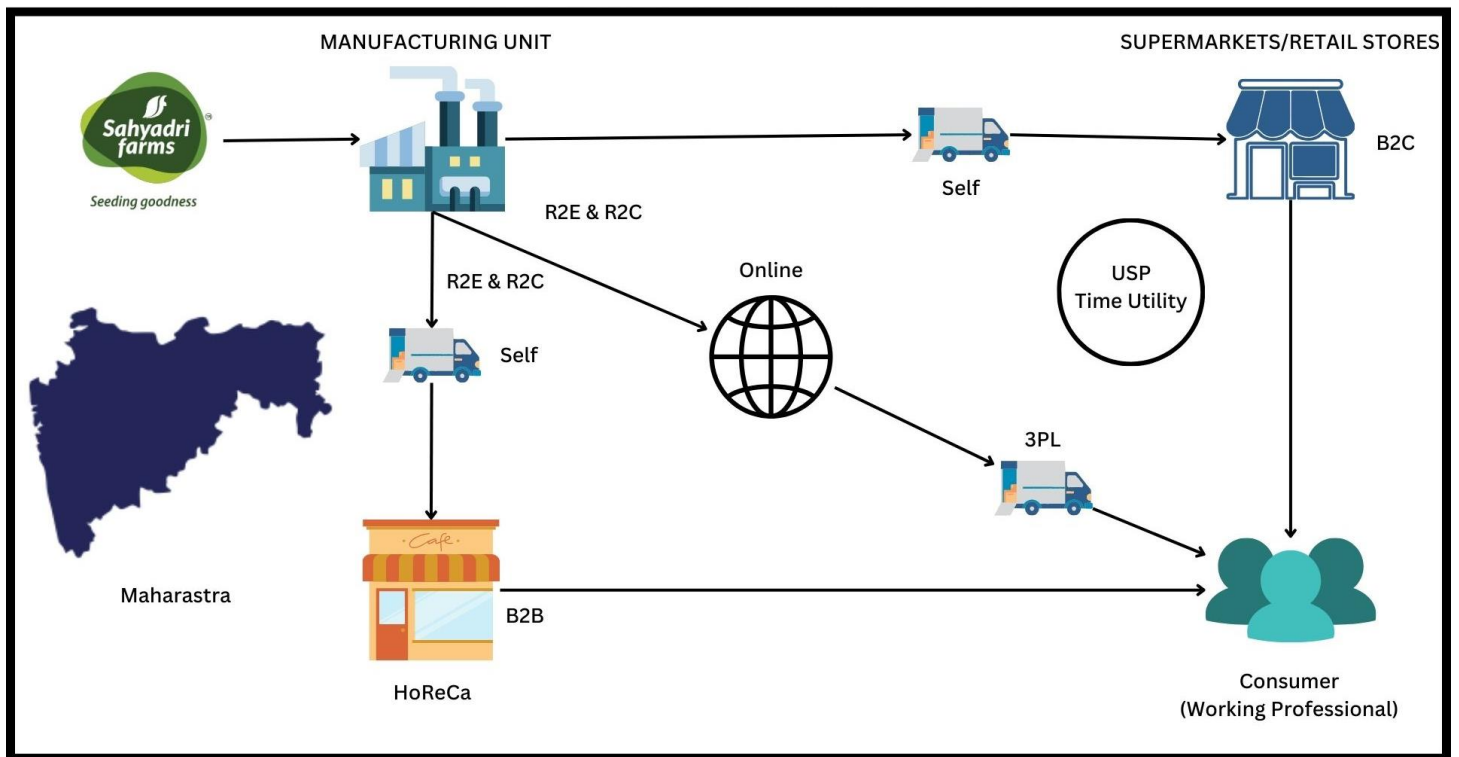 MANUFACTURING UNIT
SUPERMARKETS/RETAIL STORES
Sahyadri
farms
Seeding goodness
B2C
Self
R2E & R2C
R2E & R2C
Online
USP
Time Utility
Self
3PL
Maharastra
Cafe
B2B
HoReCa
Consumer
(Working Professional)